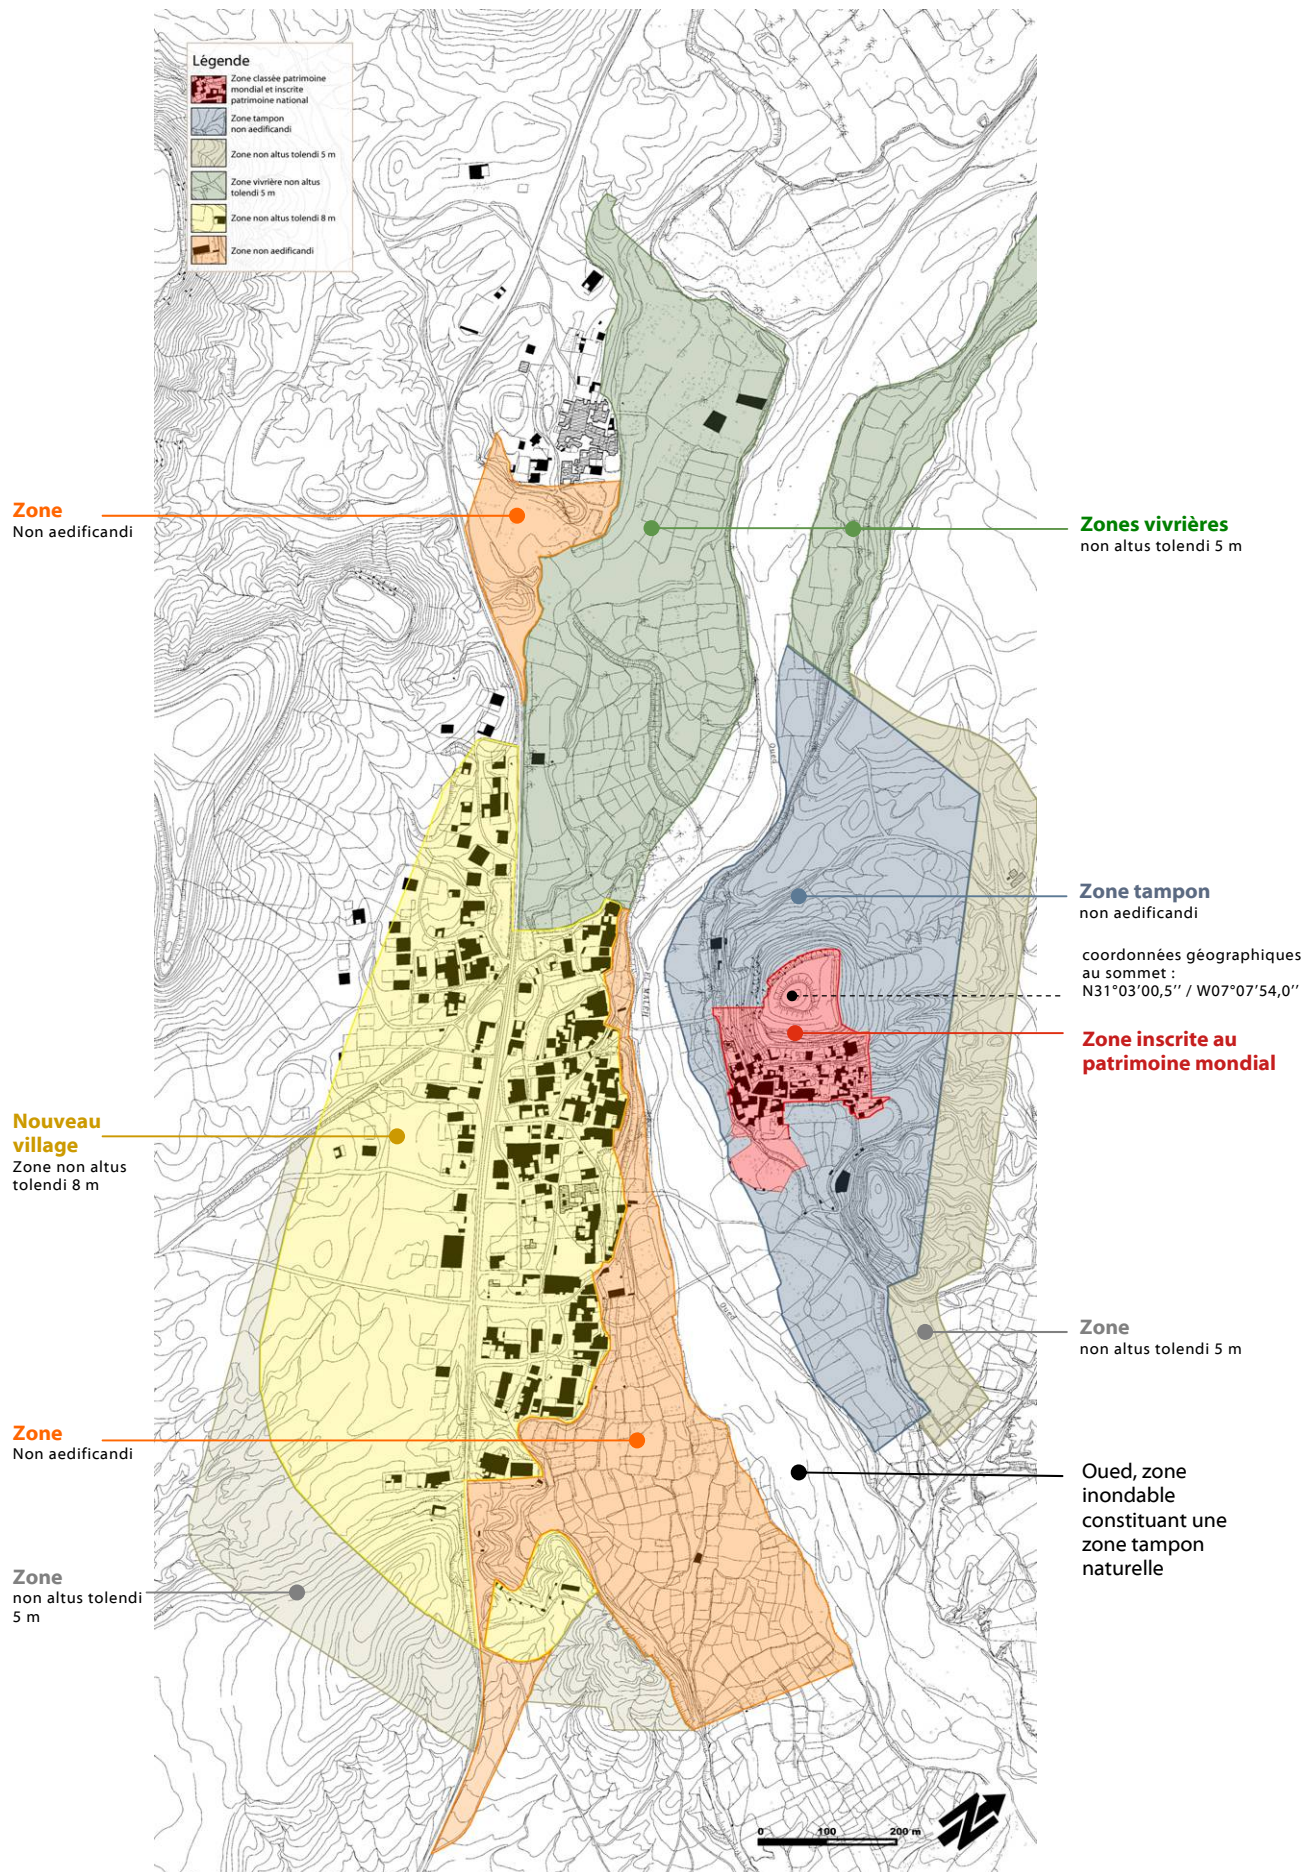 Légende
Zone classée patrimoine
mondial et inscrite
patrimoine national
Zone tampon
non aedificandi
Zone non altus tolendi 5 m
Zone vivrière non altus
tolendi 5 m
Zone non altus tolendi 8 m
Zone non aedificandi
Zone
Non aedificandi
Zones vivrières
non altus tolendi 5 m
Oued
Zone tampon
non aedificandi
coordonnées géographiques
au sommet :
N31°03'00,5'' / W07°07'54,0''
EL MALEH
Zone inscrite au
patrimoine mondial
Nouveau
village
Zone non altus
tolendi 8 m
Oued
Zone
non altus tolendi 5 m
Zone
Non aedificandi
Oued, zone
inondable
constituant une
zone tampon
naturelle
Zone
non altus tolendi
5 m
0 100 200 m
N